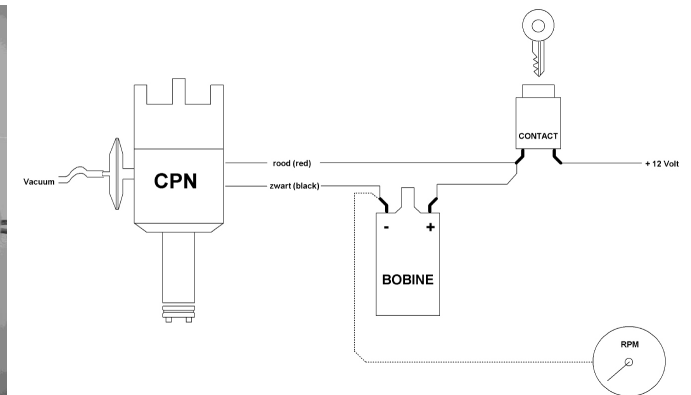 CONTACT
rood (red)
+ 12 Volt
Vacuum
CPN
zwart (black)
- +
BOBINE
RPM